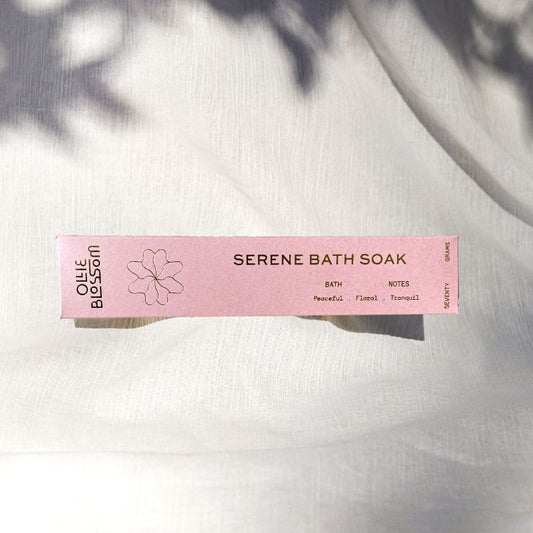 OLLIE
BLOSSOM
SERENE BATH SOAK
BATH NOTES
Peaceful . Floral . Tranquil
SEVENTY GRAMS